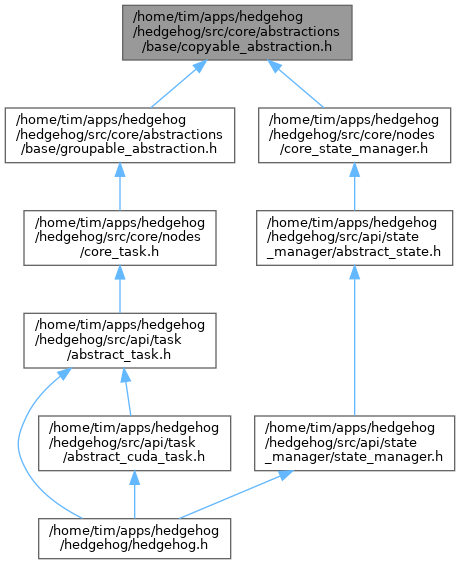 /home/tim/apps/hedgehog
/hedgehog/src/core/abstractions
/base/copyable_abstraction.h
/home/tim/apps/hedgehog
/hedgehog/src/core/abstractions
/base/groupable_abstraction.h
/home/tim/apps/hedgehog
/hedgehog/src/core/nodes
/core_state_manager.h
/home/tim/apps/hedgehog
/hedgehog/src/core/nodes
/core_task.h
/home/tim/apps/hedgehog
/hedgehog/src/api/state
_manager/abstract_state.h
/home/tim/apps/hedgehog
/hedgehog/src/api/task
/abstract_task.h
/home/tim/apps/hedgehog
/hedgehog/src/api/task
/abstract_cuda_task.h
/home/tim/apps/hedgehog
/hedgehog/src/api/state
_manager/state_manager.h
/home/tim/apps/hedgehog
/hedgehog/hedgehog.h